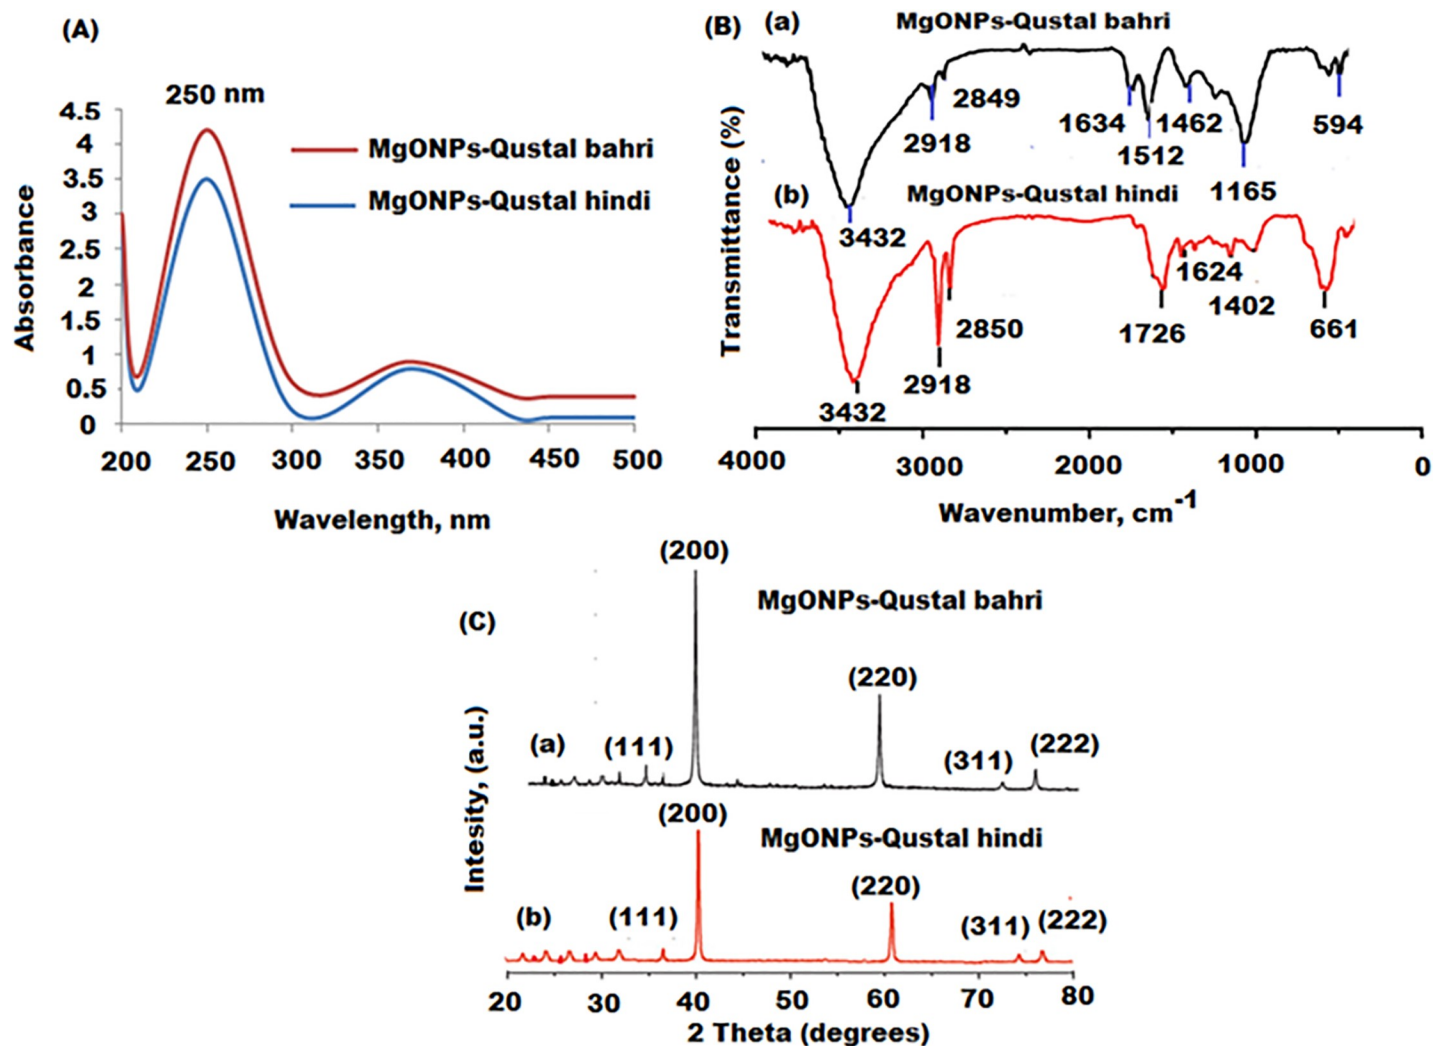 (A)
250 nm
4.5
4
3.5
3
2.5
2
1.5
1
0.5
0
Absorbance
MgONPs-Qustal bahri
MgONPs-Qustal hindi
200 250 300 350 400 450 500
Wavelength, nm
(B)
(a)
MgONPs-Qustal bahri
2849
2918
1634
1462
1512
594
1165
3432
Transmittance (%)
(b)
MgONPs-Qustal hindi
1624
1402
2850
1726
661
2918
3432
4000 3000 2000 1000 0
Wavenumber, cm-1
(C)
(200)
MgONPs-Qustal bahri
(220)
(a)
(111)
(311)
(222)
Intesity, (a.u.)
(200)
MgONPs-Qustal hindi
(220)
(b)
(111)
(311)
(222)
20 30 40 50 60 70 80
2 Theta (degrees)